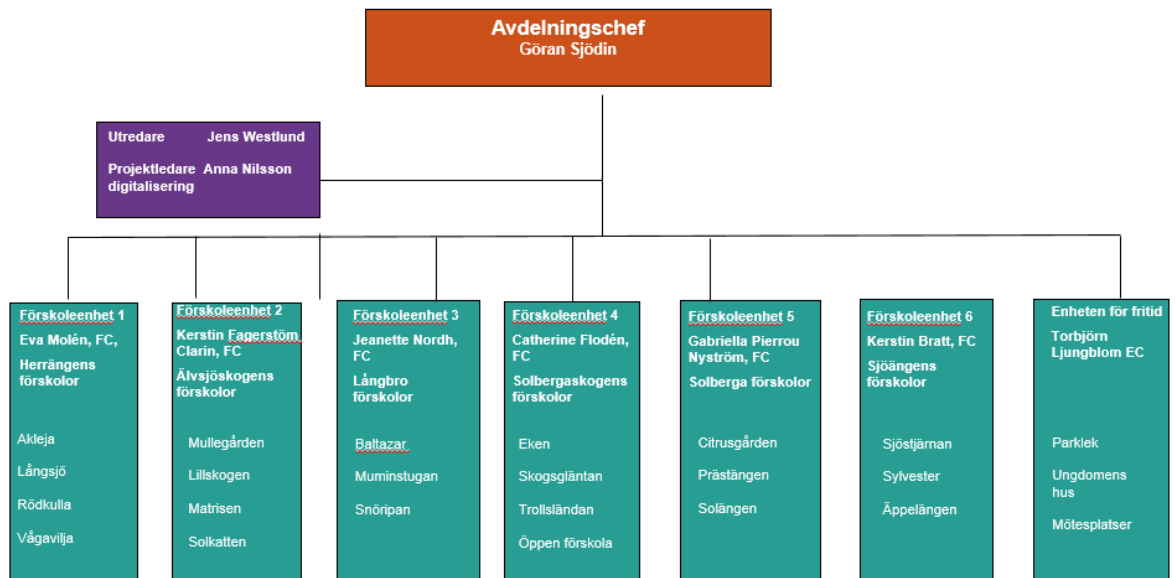 Avdelningschef
Göran Sjödin
Utredare Jens Westlund
Projektledare Anna Nilsson
digitalisering
Förskoleenhet 1
Eva Molén, FC,
Herrängens
förskolor
Akleja
Långsjö
Rödkulla
Vågavilja
Förskoleenhet 2
Kerstin Fagerstöm
Clarin, FC
Älvsjöskogens
förskolor
Mullegården
Lillskogen
Matrisen
Solkatten
Förskoleenhet 3
Jeanette Nordh,
FC
Långbro
förskolor
Baltazar
Muminstugan
Snöripan
Förskoleenhet 4
Catherine Flodén,
FC
Solbergaskogens
förskolor
Eken
Skogsgläntan
Trollsländan
Öppen förskola
Förskoleenhet 5
Gabriella Pierrou
Nyström, FC
Solberga förskolor
Citrusgården
Prästängen
Solängen
Förskoleenhet 6
Kerstin Bratt, FC
Sjöängens
förskolor
Sjöstjärnan
Sylvester
Äppelängen
Enheten för fritid
Torbjörn
Ljungblom EC
Parklek
Ungdomens
hus
Mötesplatser